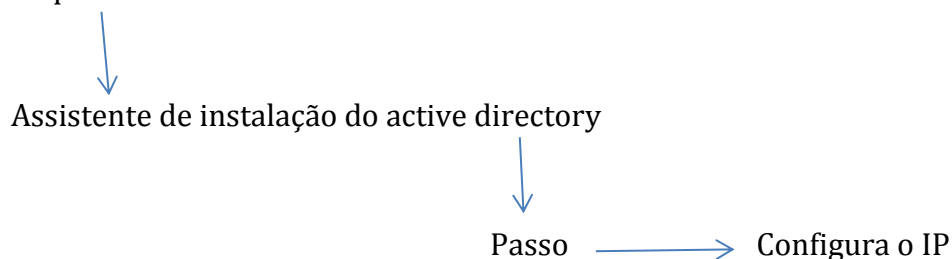 Assistente de instalação do active directory
Passo Configura o IP